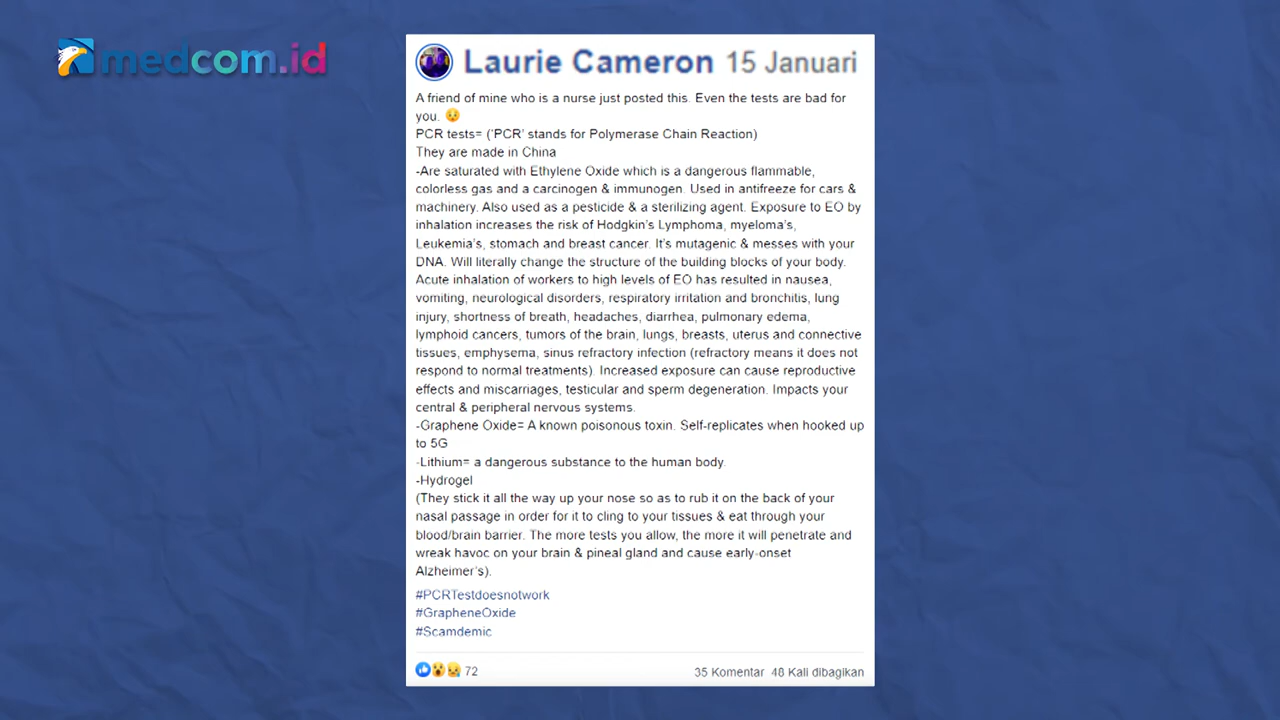 medcom.id
Laurie Cameron 15 Januari
A friend of mine who is a nurse just posted this. Even the tests are bad for
you. 😟
PCR tests= ('PCR' stands for Polymerase Chain Reaction)
They are made in China
-Are saturated with Ethylene Oxide which is a dangerous flammable,
colorless gas and a carcinogen & immunogen. Used in antifreeze for cars &
machinery. Also used as a pesticide & a sterilizing agent. Exposure to EO by
inhalation increases the risk of Hodgkin's Lymphoma, myeloma's,
Leukemia's, stomach and breast cancer. It's mutagenic & messes with your
DNA. Will literally change the structure of the building blocks of your body.
Acute inhalation of workers to high levels of EO has resulted in nausea,
vomiting, neurological disorders, respiratory irritation and bronchitis, lung
injury, shortness of breath, headaches, diarrhea, pulmonary edema,
lymphoid cancers, tumors of the brain, lungs, breasts, uterus and connective
tissues, emphysema, sinus refractory infection (refractory means it does not
respond to normal treatments). Increased exposure can cause reproductive
effects and miscarriages, testicular and sperm degeneration. Impacts your
central & peripheral nervous systems.
-Graphene Oxide= A known poisonous toxin. Self-replicates when hooked up
to 5G
-Lithium= a dangerous substance to the human body.
-Hydrogel
(They stick it all the way up your nose so as to rub it on the back of your
nasal passage in order for it to cling to your tissues & eat through your
blood/brain barrier. The more tests you allow, the more it will penetrate and
wreak havoc on your brain & pineal gland and cause early-onset
Alzheimer's).
#PCRTestdoesnotwork
#GrapheneOxide
#Scamdemic
72 35 Komentar 48 Kali dibagikan